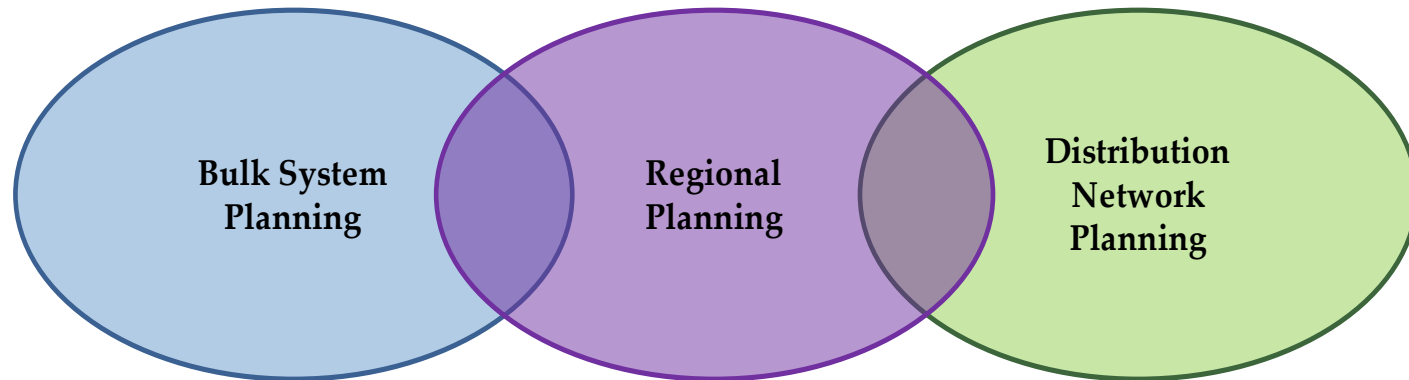 Bulk System
Planning
Regional
Planning
Distribution
Network
Planning